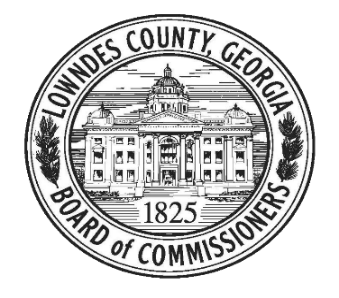 LOWNDES COUNTY, GEORGIA
1825
BOARD of COMMISSIONERS